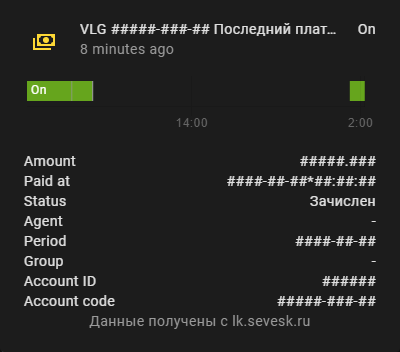 VLG #####-###-## Последний плат... On
8 minutes ago
On
14:00 2:00
Amount #####.###
Paid at ####-##-##*##:##:##
Status Зачислен
Agent -
Period ####-##-##
Group -
Account ID ######
Account code #####-###-##
Данные получены с lk.sevesk.ru